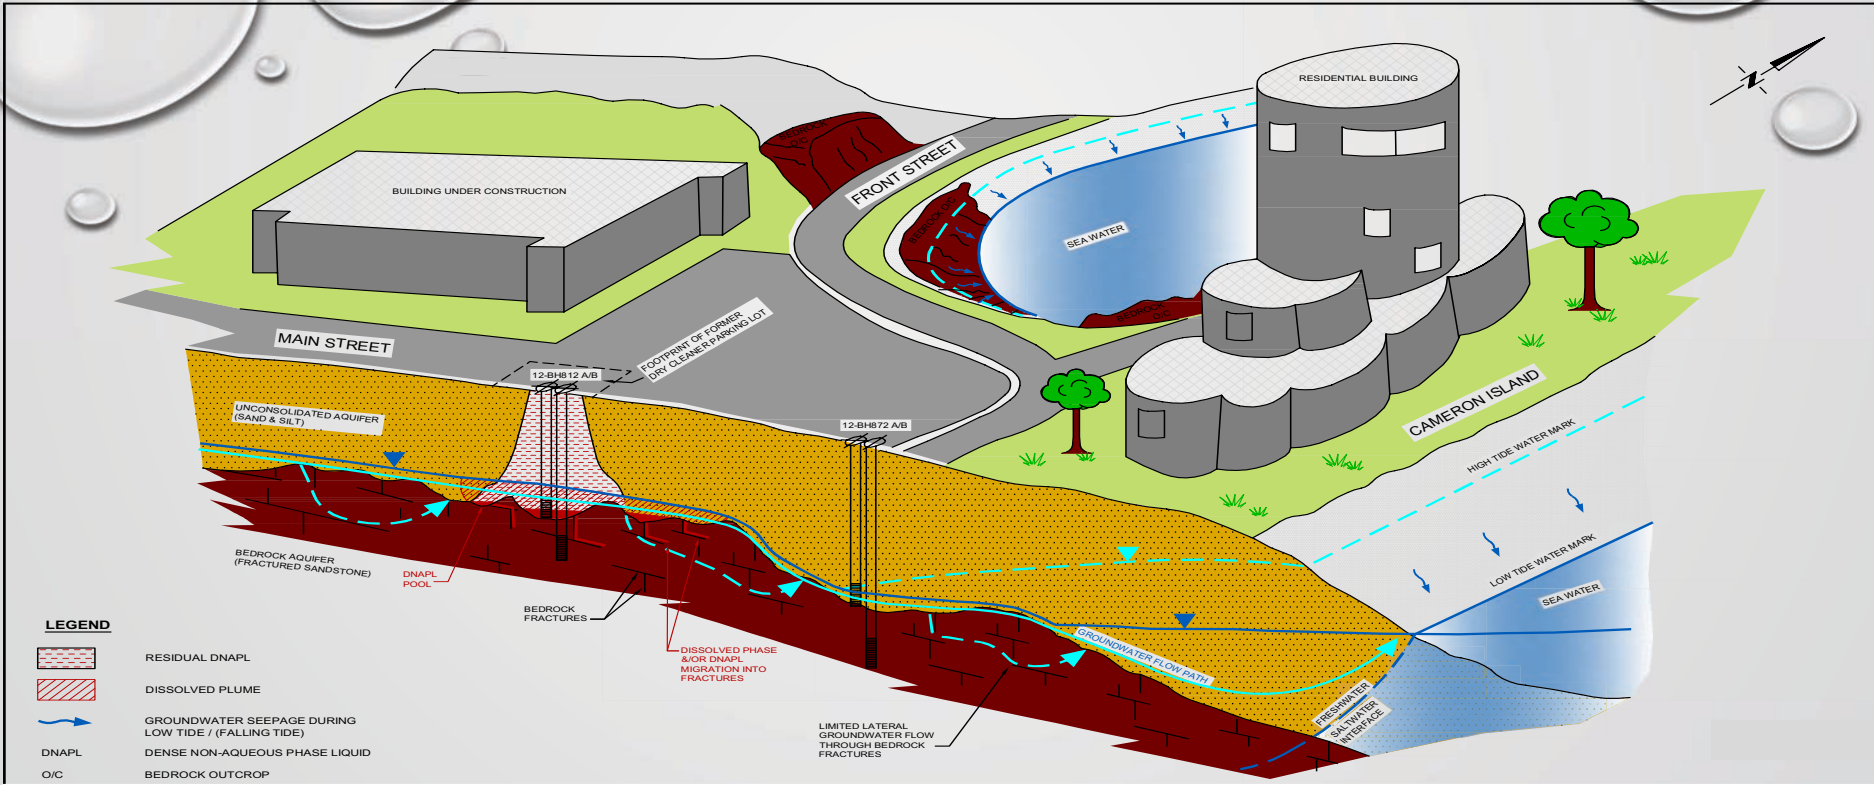 RESIDENTIAL BUILDING
N
BEDROCK
O/C
FRONT STREET
BUILDING UNDER CONSTRUCTION
BEDROCK O/C
SEA WATER
BEDROCK
O/C
MAIN STREET
FOOTPRINT OF FORMER
DRY CLEANER PARKING LOT
12-BH812 A/B
CAMERON ISLAND
UNCONSOLIDATED AQUIFER
(SAND & SILT)
12-BH872 A/B
HIGH TIDE WATER MARK
LOW TIDE WATER MARK
SEA WATER
BEDROCK AQUIFER
(FRACTURED SANDSTONE)
DNAPL
POOL
BEDROCK
FRACTURES
DISSOLVED PHASE
&/OR DNAPL
MIGRATION INTO
FRACTURES
GROUNDWATER FLOW PATH
FRESHWATER
SALTWATER
INTERFACE
LIMITED LATERAL
GROUNDWATER FLOW
THROUGH BEDROCK
FRACTURES
LEGEND
RESIDUAL DNAPL
DISSOLVED PLUME
GROUNDWATER SEEPAGE DURING
LOW TIDE / (FALLING TIDE)
DNAPL DENSE NON-AQUEOUS PHASE LIQUID
O/C BEDROCK OUTCROP